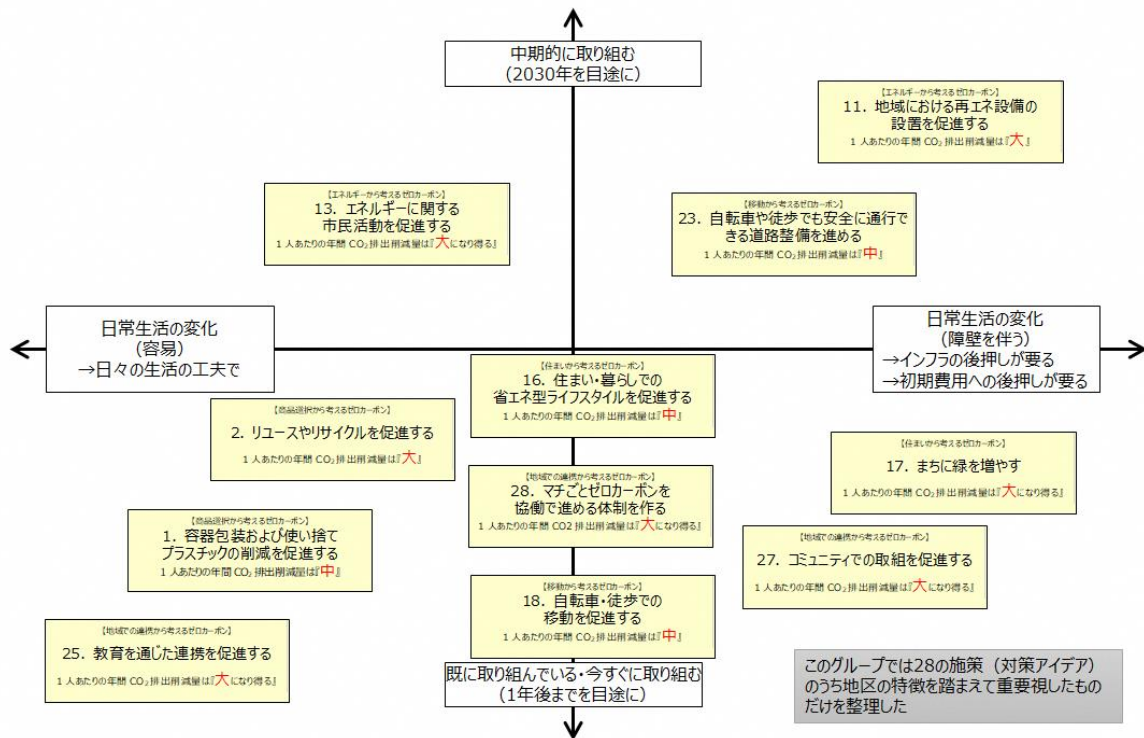 中期的に取り組む
（2030年を目途に）
【エネルギーから考えるゼロカーボン】
11．地域における再エネ設備の
設置を促進する
1 人あたりの年間 CO₂ 排出削減量は『大』
【エネルギーから考えるゼロカーボン】
13．エネルギーに関する
市民活動を促進する
1 人あたりの年間 CO₂ 排出削減量は『大になり得る』
【移動から考えるゼロカーボン】
23．自転車や徒歩でも安全に通行で
きる道路整備を進める
1 人あたりの年間 CO₂ 排出削減量は『中』
日常生活の変化
（容易）
→日々の生活の工夫で
日常生活の変化
（障壁を伴う）
→インフラの後押しが要る
→初期費用への後押しが要る
【住まいから考えるゼロカーボン】
16．住まい・暮らしでの
省エネ型ライフスタイルを促進する
1 人あたりの年間 CO₂ 排出削減量は『中』
【商品選択から考えるゼロカーボン】
2．リユースやリサイクルを促進する
1 人あたりの年間 CO₂ 排出削減量は『大』
【住まいから考えるゼロカーボン】
17．まちに緑を増やす
1 人あたりの年間 CO₂ 排出削減量は『大になり得る』
【地域での連携から考えるゼロカーボン】
28．マチごとゼロカーボンを
協働で進める体制を作る
1 人あたりの年間 CO2 排出削減量は『大になり得る』
【商品選択から考えるゼロカーボン】
1．容器包装および使い捨て
プラスチックの削減を促進する
1 人あたりの年間 CO₂ 排出削減量は『中』
【地域での連携から考えるゼロカーボン】
27．コミュニティでの取組を促進する
1 人あたりの年間 CO₂ 排出削減量は『大になり得る』
【移動から考えるゼロカーボン】
18．自転車・徒歩での
移動を促進する
1 人あたりの年間 CO₂ 排出削減量は『中』
【地域での連携から考えるゼロカーボン】
25．教育を通じた連携を促進する
1 人あたりの年間 CO₂ 排出削減量は『大になり得る』
既に取り組んでいる・今すぐに取り組む
（1年後までを目途に）
このグループでは28の施策（対策アイデア）
のうち地区の特徴を踏まえて重要視したもの
だけを整理した